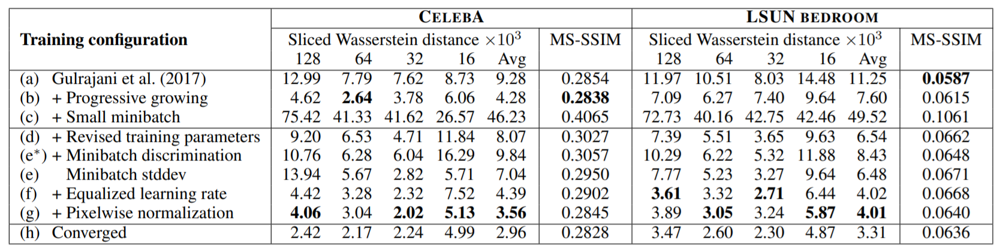 CELEBA LSUN BEDROOM
Training configuration Sliced Wasserstein distance ×10³ MS-SSIM Sliced Wasserstein distance ×10³ MS-SSIM
128 64 32 16 Avg 128 64 32 16 Avg
(a) Gulrajani et al. (2017) 12.99 7.79 7.62 8.73 9.28 0.2854 11.97 10.51 8.03 14.48 11.25 0.0587
(b) + Progressive growing 4.62 2.64 3.78 6.06 4.28 0.2838 7.09 6.27 7.40 9.64 7.60 0.0615
(c) + Small minibatch 75.42 41.33 41.62 26.57 46.23 0.4065 72.73 40.16 42.75 42.46 49.52 0.1061
(d) + Revised training parameters 9.20 6.53 4.71 11.84 8.07 0.3027 7.39 5.51 3.65 9.63 6.54 0.0662
(e*) + Minibatch discrimination 10.76 6.28 6.04 16.29 9.84 0.3057 10.29 6.22 5.32 11.88 8.43 0.0648
(e) Minibatch stddev 13.94 5.67 2.82 5.71 7.04 0.2950 7.77 5.23 3.27 9.64 6.48 0.0671
(f) + Equalized learning rate 4.42 3.28 2.32 7.52 4.39 0.2902 3.61 3.32 2.71 6.44 4.02 0.0668
(g) + Pixelwise normalization 4.06 3.04 2.02 5.13 3.56 0.2845 3.89 3.05 3.24 5.87 4.01 0.0640
(h) Converged 2.42 2.17 2.24 4.99 2.96 0.2828 3.47 2.60 2.30 4.87 3.31 0.0636